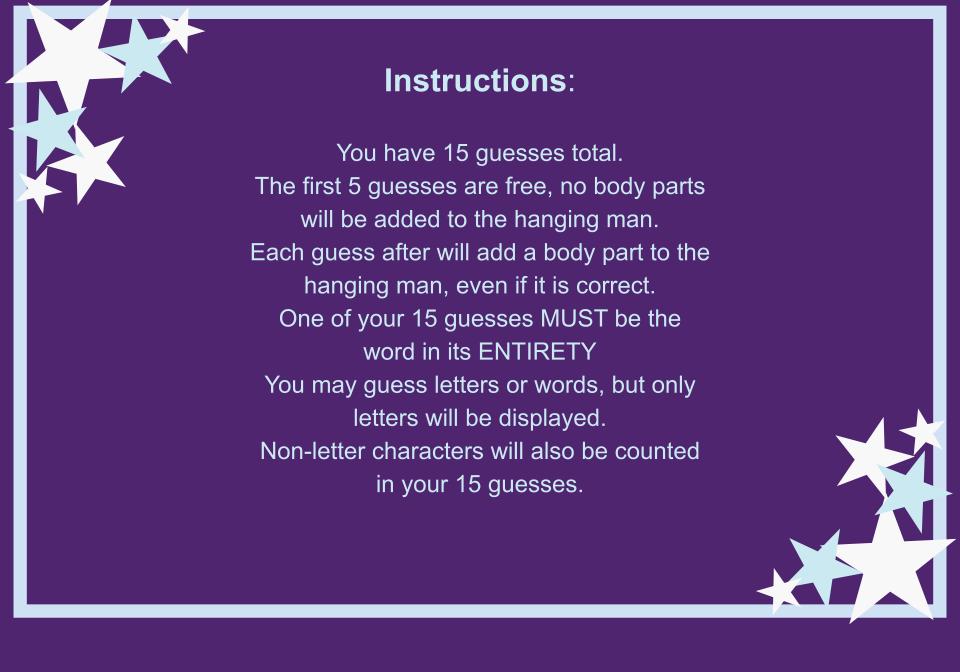 Instructions:
You have 15 guesses total.
The first 5 guesses are free, no body parts
will be added to the hanging man.
Each guess after will add a body part to the
hanging man, even if it is correct.
One of your 15 guesses MUST be the
word in its ENTIRETY
You may guess letters or words, but only
letters will be displayed.
Non-letter characters will also be counted
in your 15 guesses.